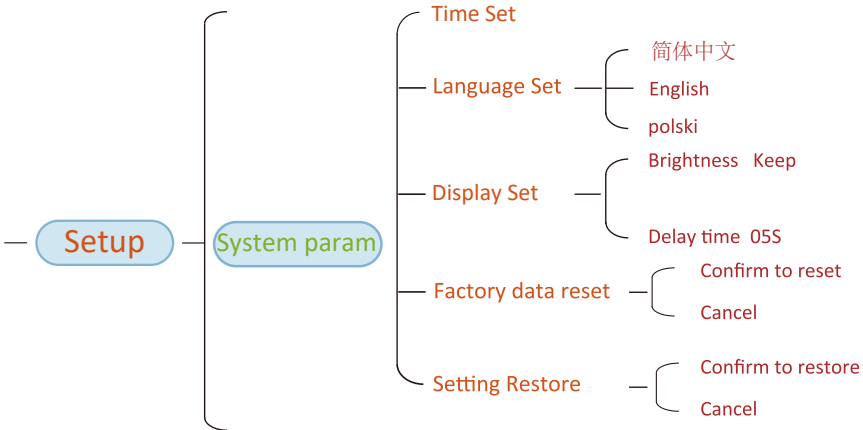 Setup
System param
Time Set
Language Set
简体中文
English
polski
Display Set
Brightness Keep
Delay time 05S
Factory data reset
Confirm to reset
Cancel
Setting Restore
Confirm to restore
Cancel